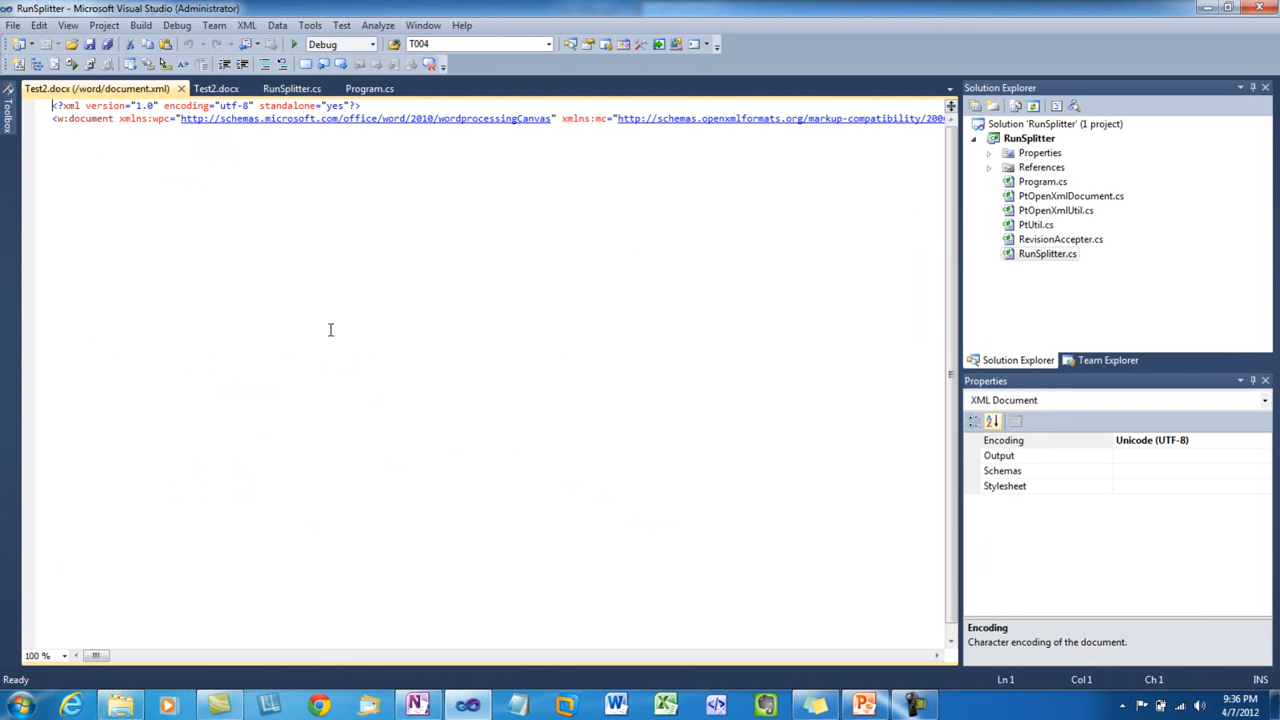 RunSplitter - Microsoft Visual Studio (Administrator)
File Edit View Project Build Debug Team XML Data Tools Test Analyze Window Help
Debug T004
Test2.docx (/word/document.xml) Test2.docx RunSplitter.cs Program.cs
Toolbox
<?xml version="1.0" encoding="utf-8" standalone="yes"?>
<w:document xmlns:wpc="http://schemas.microsoft.com/office/word/2010/wordprocessingCanvas" xmlns:mc="http://schemas.openxmlformats.org/markup-compatibility/200
100 %
Solution Explorer
Solution 'RunSplitter' (1 project)
RunSplitter
Properties
References
Program.cs
PtOpenXmlDocument.cs
PtOpenXmlUtil.cs
PtUtil.cs
RevisionAccepter.cs
RunSplitter.cs
Solution Explorer Team Explorer
Properties
XML Document
Encoding Unicode (UTF-8)
Output
Schemas
Stylesheet
Encoding
Character encoding of the document.
Ready Ln 1 Col 1 Ch 1 INS
9:36 PM
4/7/2012